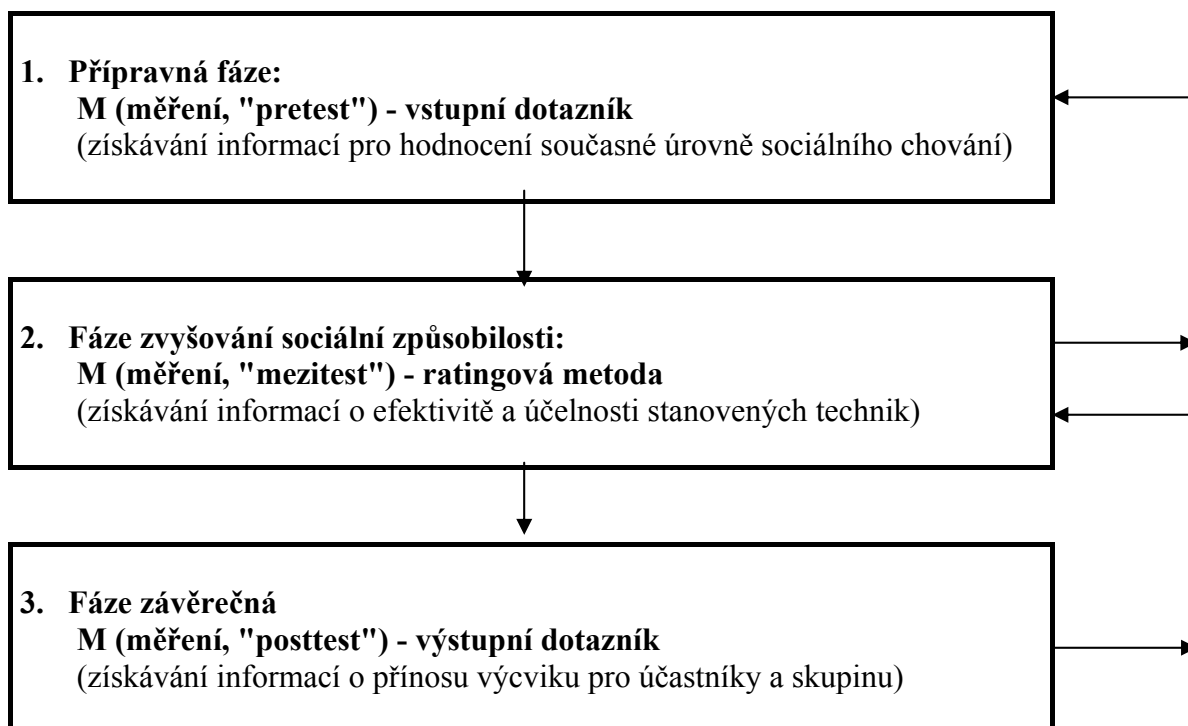 1. Přípravná fáze:
M (měření, "pretest") - vstupní dotazník
(získávání informací pro hodnocení současné úrovně sociálního chování)
2. Fáze zvyšování sociální způsobilosti:
M (měření, "mezitest") - ratingová metoda
(získávání informací o efektivitě a účelnosti stanovených technik)
3. Fáze závěrečná
M (měření, "posttest") - výstupní dotazník
(získávání informací o přínosu výcviku pro účastníky a skupinu)